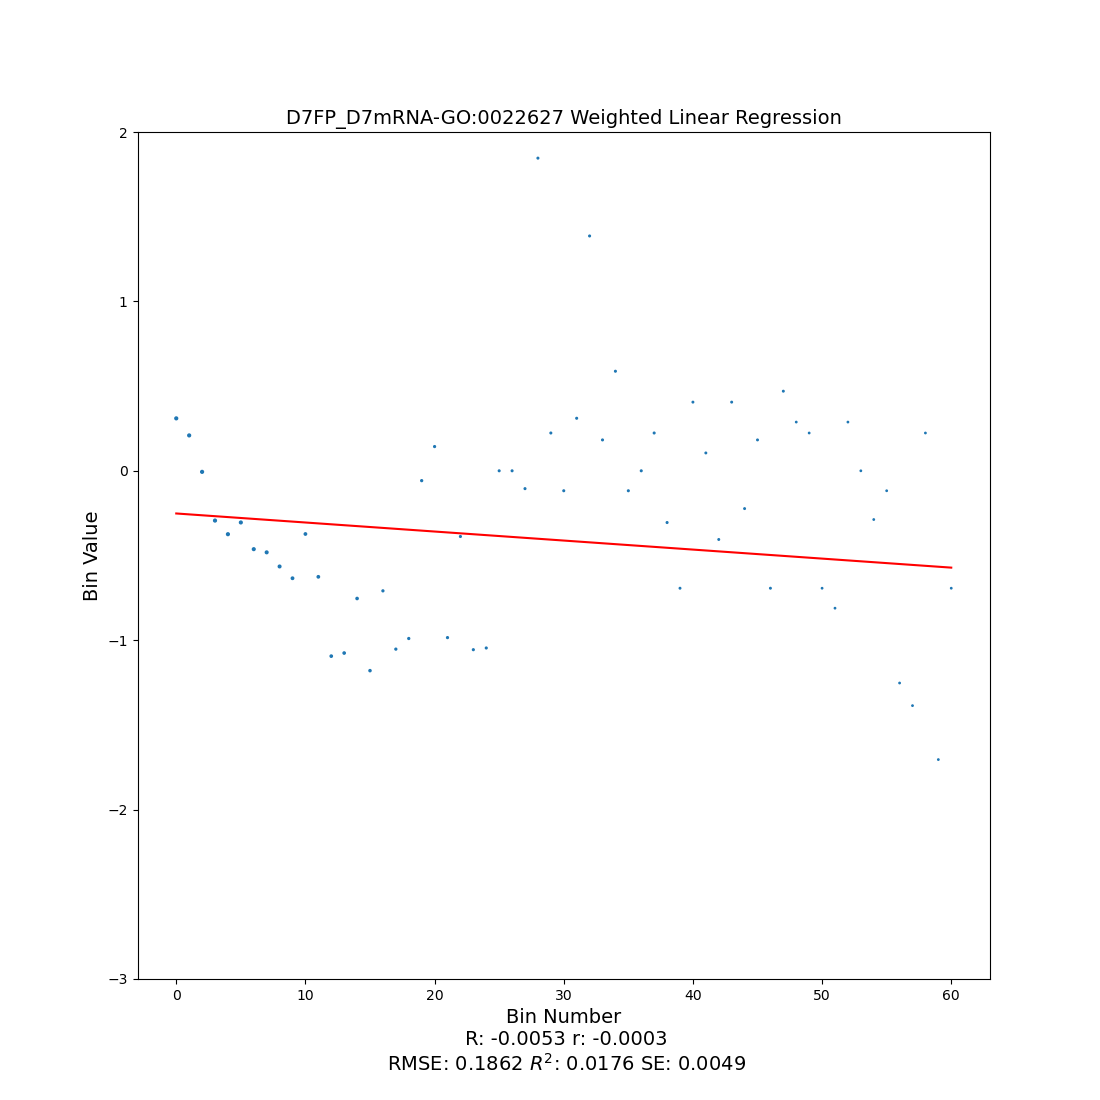 D7FP_D7mRNA-GO:0022627 Weighted Linear Regression
2
1
0
−1
−2
−3
Bin Value
0 10 20 30 40 50 60
Bin Number
R: -0.0053 r: -0.0003
RMSE: 0.1862 R²: 0.0176 SE: 0.0049